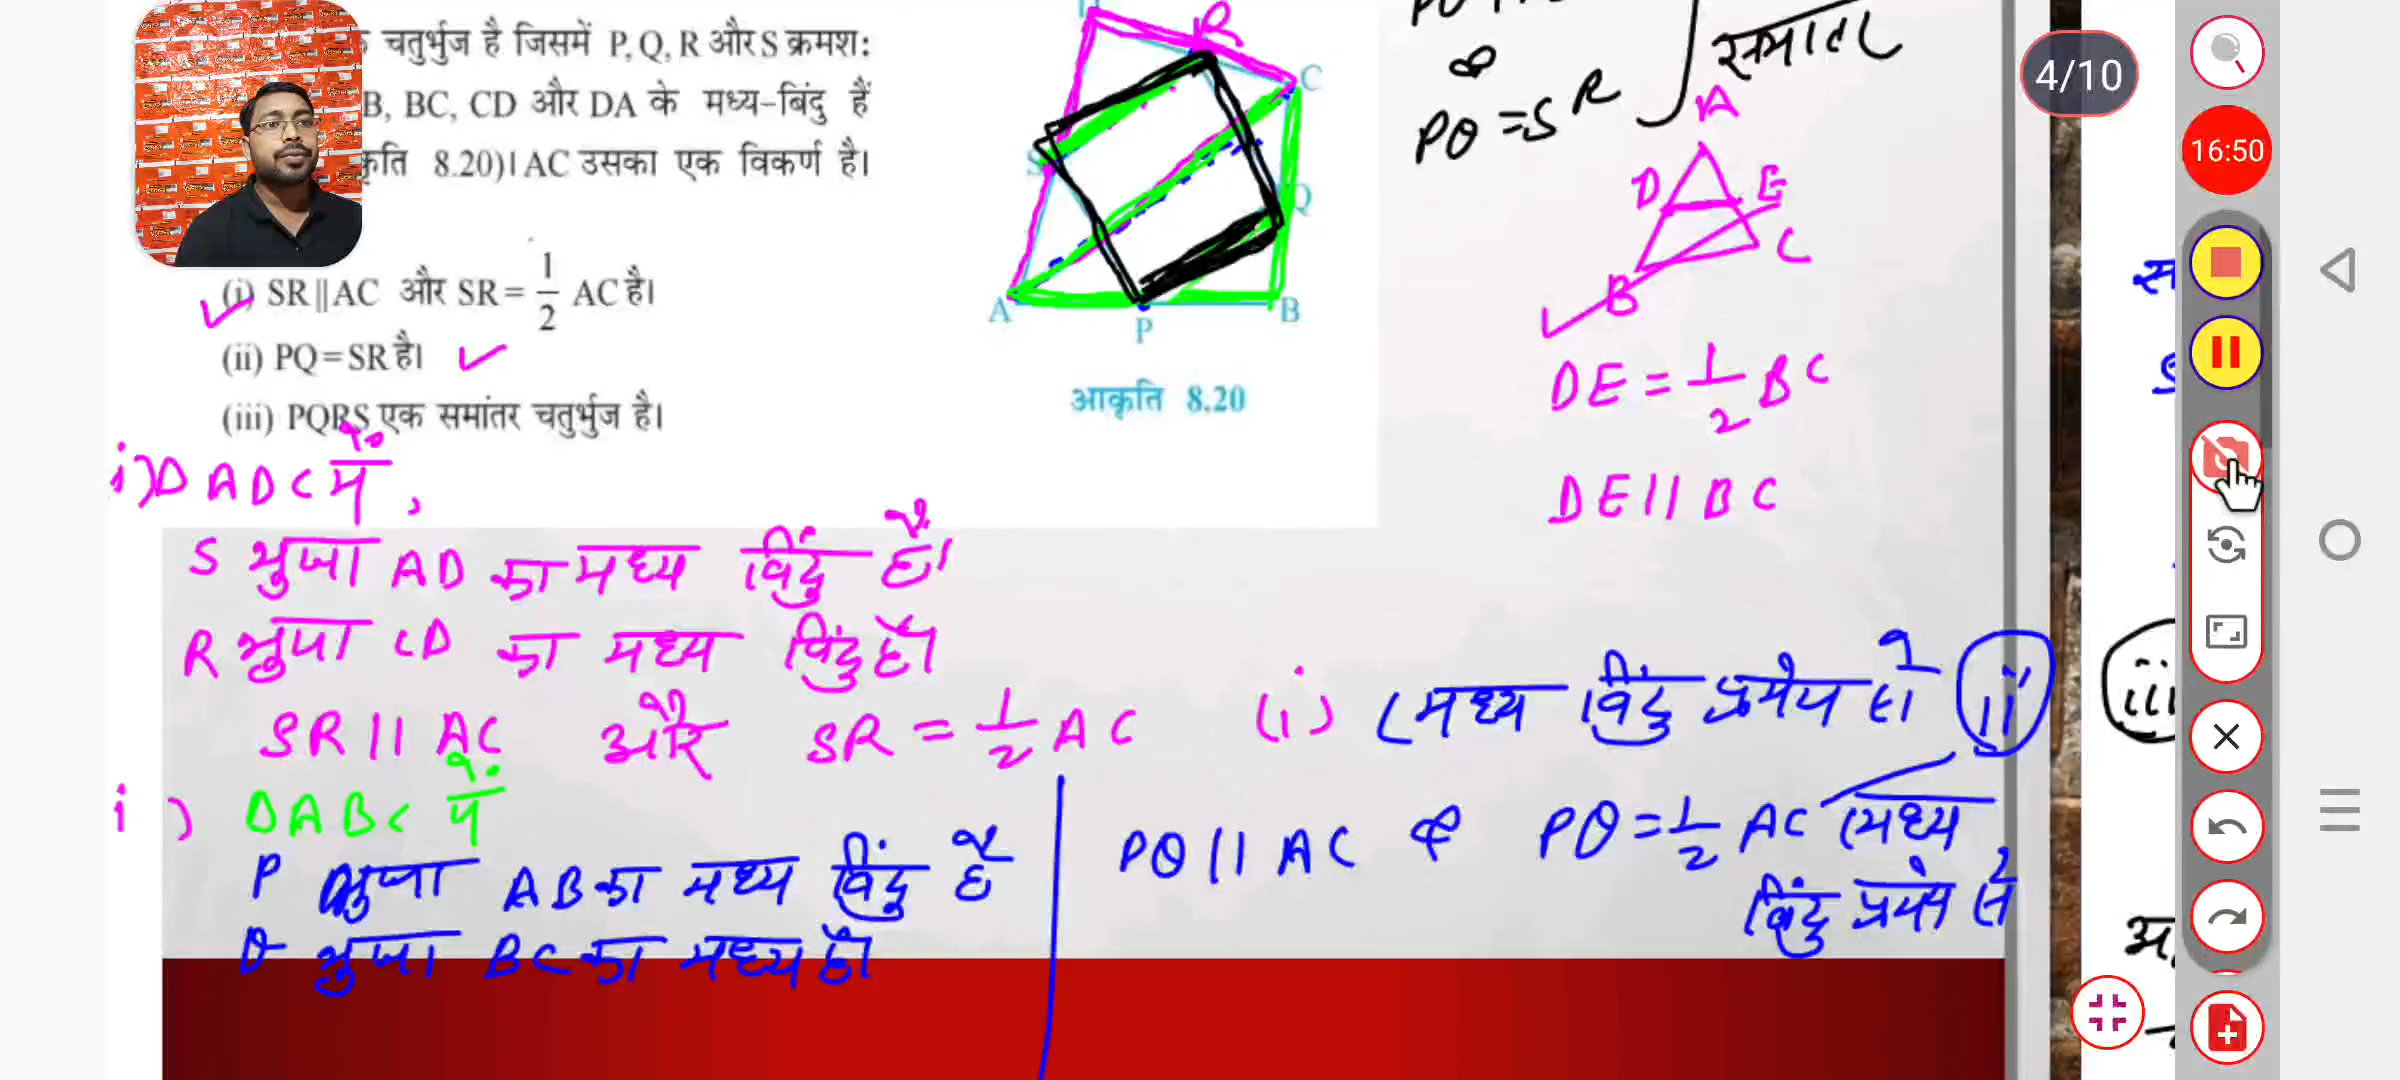 चतुर्भुज है जिसमें P, Q, R और S क्रमश:
B, BC, CD और DA के मध्य-बिंदु हैं
कृति 8.20)। AC उसका एक विकर्ण है।
(i) SR || AC और SR = 1/2 AC है।
(ii) PQ = SR है।
(iii) PQRS एक समांतर चतुर्भुज है।
R
C
S
Q
A
P
B
आकृति 8.20
&
PQ = SR
समांतर
A
D E
B C
DE = 1/2 BC
DE || BC
4/10
16:50
i) Δ ADC में,
S भुजा AD का मध्य बिंदु है।
R भुजा CD का मध्य बिंदु है।
SR || AC और SR = 1/2 AC (i) (मध्य बिंदु प्रमेय से ii
iii
i ) Δ ABC में
P भुजा AB का मध्य बिंदु है
Q भुजा BC का मध्य है।
PQ || AC & PQ = 1/2 AC (मध्य
बिंदु प्रमेय से